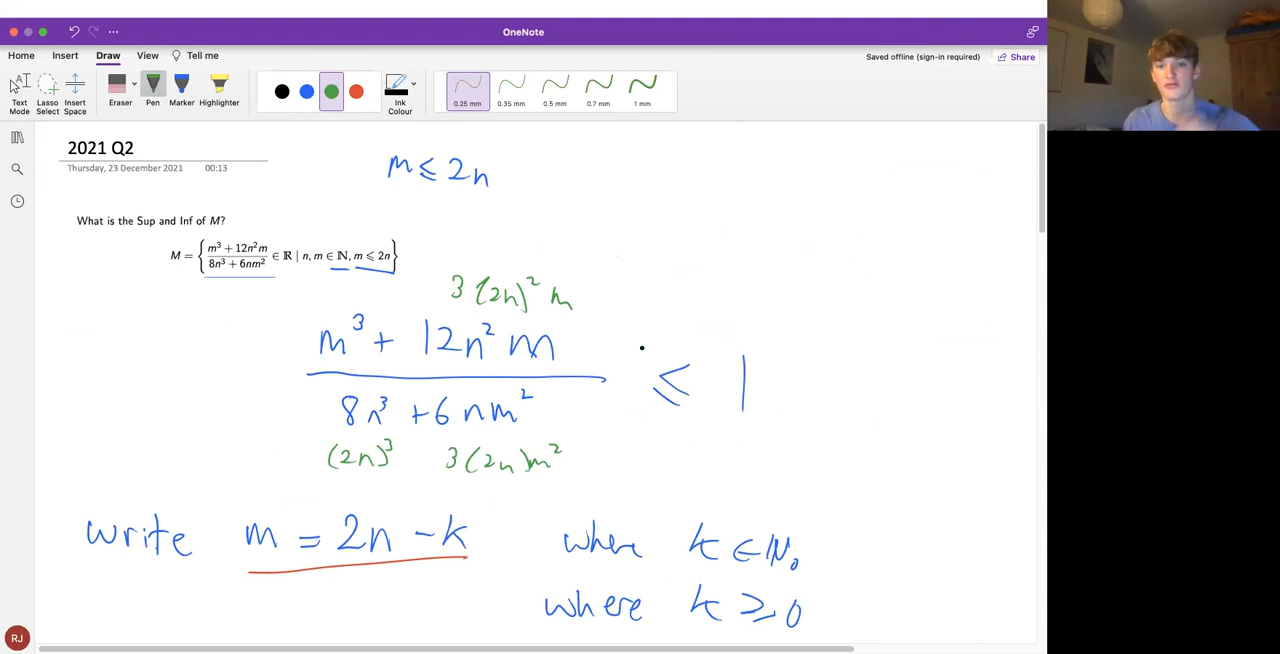 OneNote
Home Insert Draw View Tell me
Saved offline (sign-in required) Share
Text Mode
Lasso Select
Insert Space
Eraser
Pen
Marker
Highlighter
Ink Colour
0.25 mm 0.35 mm 0.5 mm 0.7 mm 1 mm
2021 Q2
Thursday, 23 December 2021 00:13
m ⩽ 2n
What is the Sup and Inf of M?
M = { m³ + 12n²m / 8n³ + 6nm² ∈ ℝ | n, m ∈ ℕ, m ⩽ 2n }
3(2n)² m
m³ + 12n² m
⩽ 1
8n³ + 6nm²
(2n)³ 3(2n)m²
write m = 2n - k where k ∈ ℕ₀
where k ⩾ 0
RJ